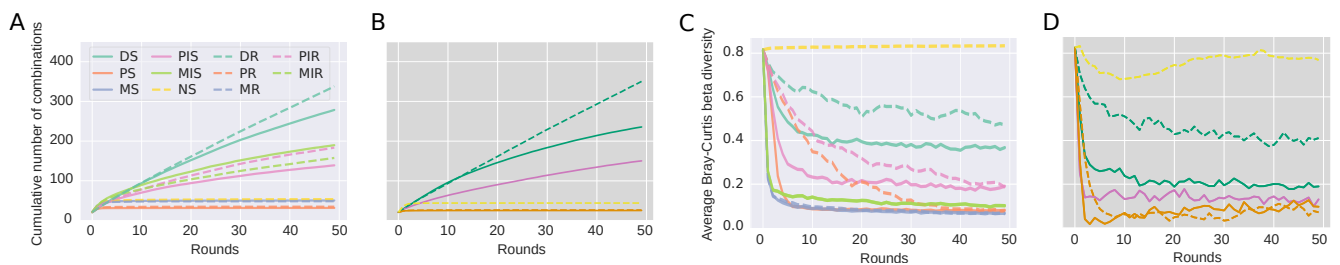 A
B
C
D
Cumulative number of combinations
400
300
200
100
0
DS
PIS
DR
PIR
PS
MIS
PR
MIR
MS
NS
MR
0 10 20 30 40 50
Rounds
0 10 20 30 40 50
Rounds
Average Bray-Curtis beta diversity
0.8
0.6
0.4
0.2
0.0
0 10 20 30 40 50
Rounds
0 10 20 30 40 50
Rounds